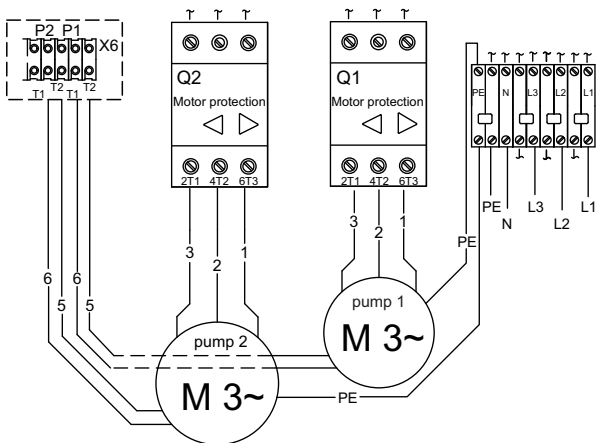 P2 P1
X6
T1 T2 T1 T2
Q2
Motor protection
2T1 4T2 6T3
Q1
Motor protection
2T1 4T2 6T3
PE N L3 L2 L1
PE
N
L3
L2
L1
3 2 1
3 2 1
6 5 6 5
PE
pump 1
M 3~
pump 2
M 3~
PE